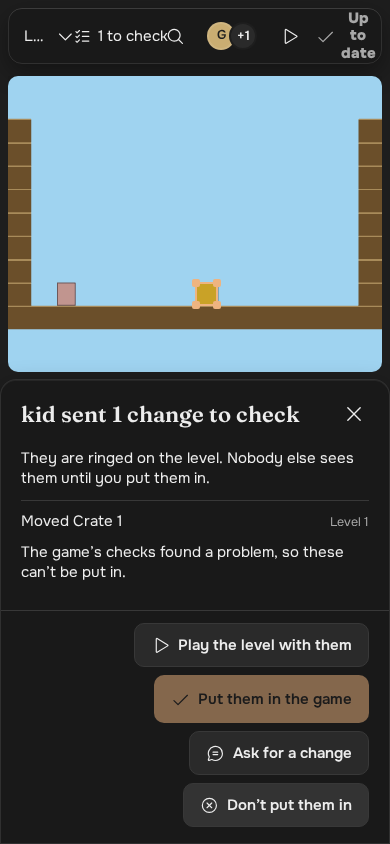 L...
1 to check
G
+1
Up
to
date
kid sent 1 change to check
They are ringed on the level. Nobody else sees
them until you put them in.
Moved Crate 1
Level 1
The game’s checks found a problem, so these
can’t be put in.
Play the level with them
Put them in the game
Ask for a change
Don’t put them in